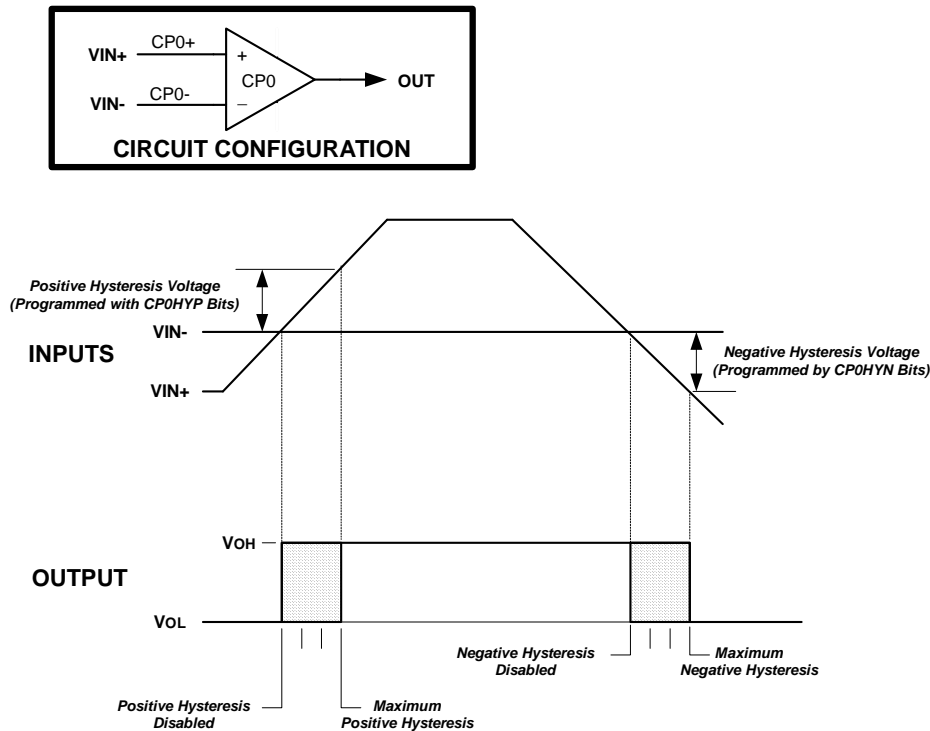 VIN+ CP0+
+
CP0
OUT
VIN- CP0-
_
CIRCUIT CONFIGURATION
Positive Hysteresis Voltage
(Programmed with CP0HYP Bits)
VIN-
INPUTS
VIN+
Negative Hysteresis Voltage
(Programmed by CP0HYN Bits)
VOH
OUTPUT
VOL
Positive Hysteresis
Disabled
Maximum
Positive Hysteresis
Negative Hysteresis
Disabled
Maximum
Negative Hysteresis